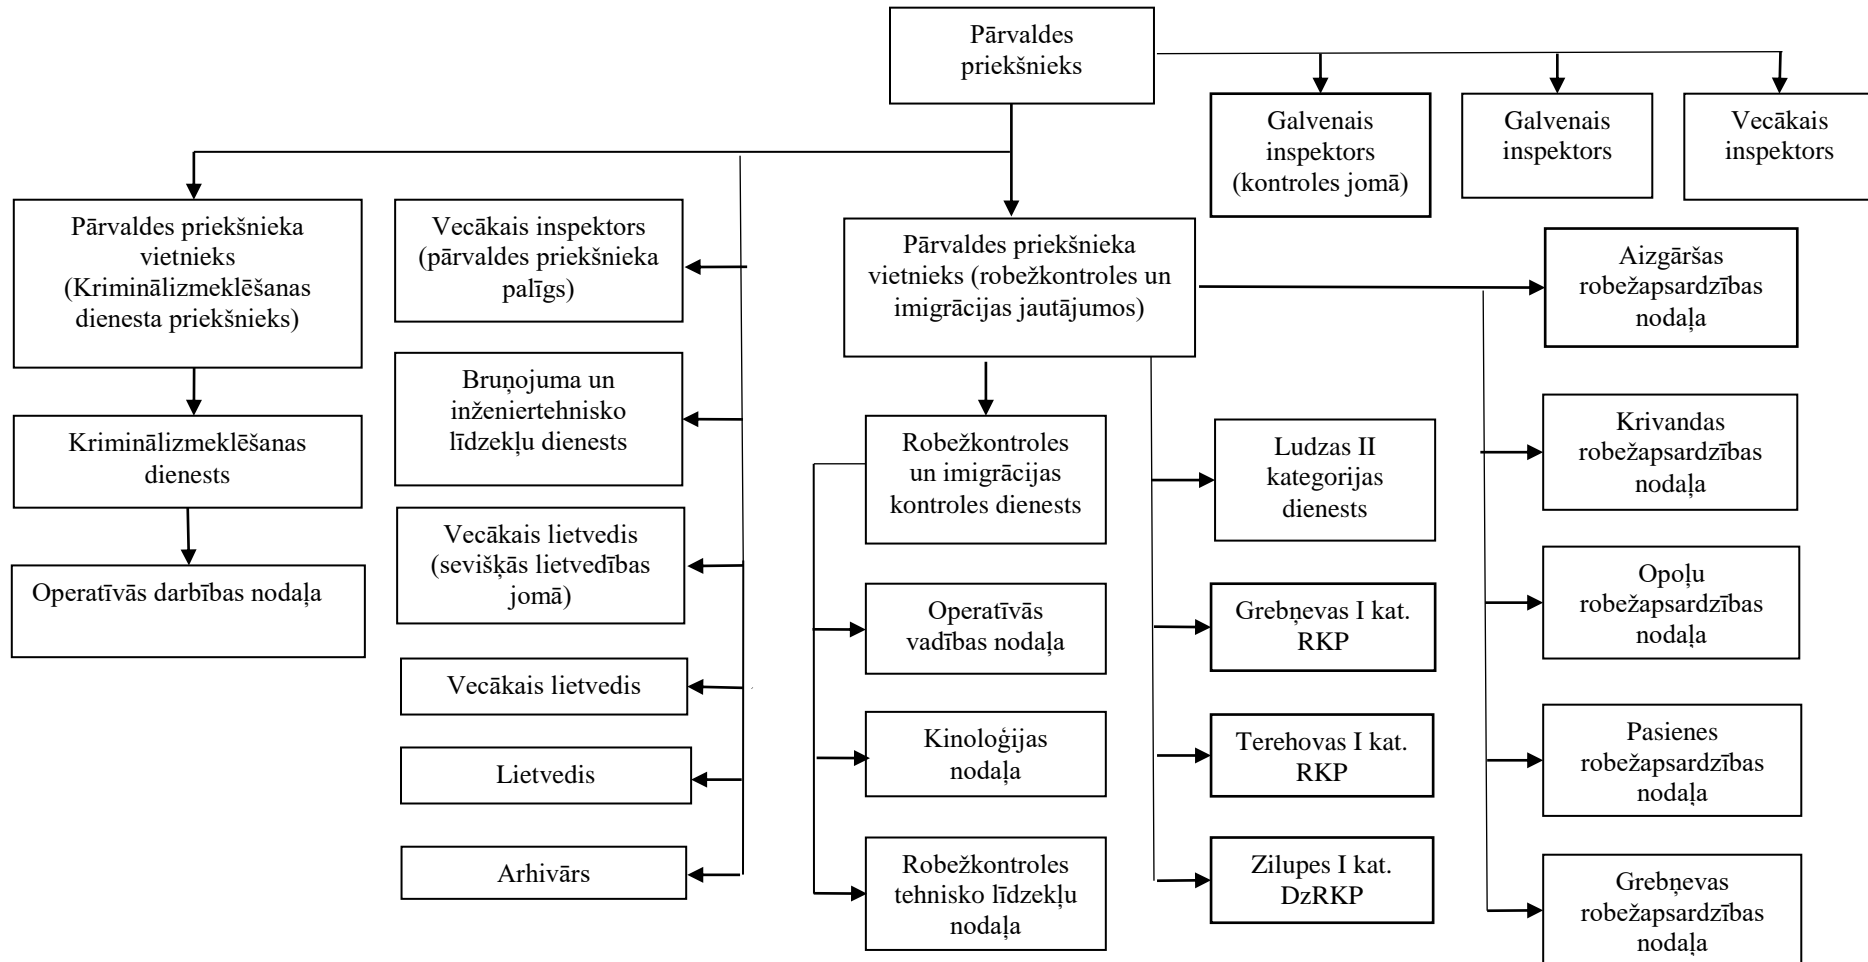 Pārvaldes
priekšnieks
Galvenais
inspektors
(kontroles jomā)
Galvenais
inspektors
Vecākais
inspektors
Pārvaldes priekšnieka
vietnieks
(Kriminālizmeklēšanas
dienesta priekšnieks)
Vecākais inspektors
(pārvaldes priekšnieka
palīgs)
Pārvaldes priekšnieka
vietnieks (robežkontroles un
imigrācijas jautājumos)
Aizgāršas
robežapsardzības
nodaļa
Kriminālizmeklēšanas
dienests
Bruņojuma un
inženiertehnisko
līdzekļu dienests
Robežkontroles
un imigrācijas
kontroles dienests
Ludzas II
kategorijas
dienests
Krivandas
robežapsardzības
nodaļa
Operatīvās darbības nodaļa
Vecākais lietvedis
(sevišķās lietvedības
jomā)
Operatīvās
vadības nodaļa
Grebņevas I kat.
RKP
Opoļu
robežapsardzības
nodaļa
Vecākais lietvedis
Kinoloģijas
nodaļa
Terehovas I kat.
RKP
Pasienes
robežapsardzības
nodaļa
Lietvedis
Arhivārs
Robežkontroles
tehnisko līdzekļu
nodaļa
Zilupes I kat.
DzRKP
Grebņevas
robežapsardzības
nodaļa